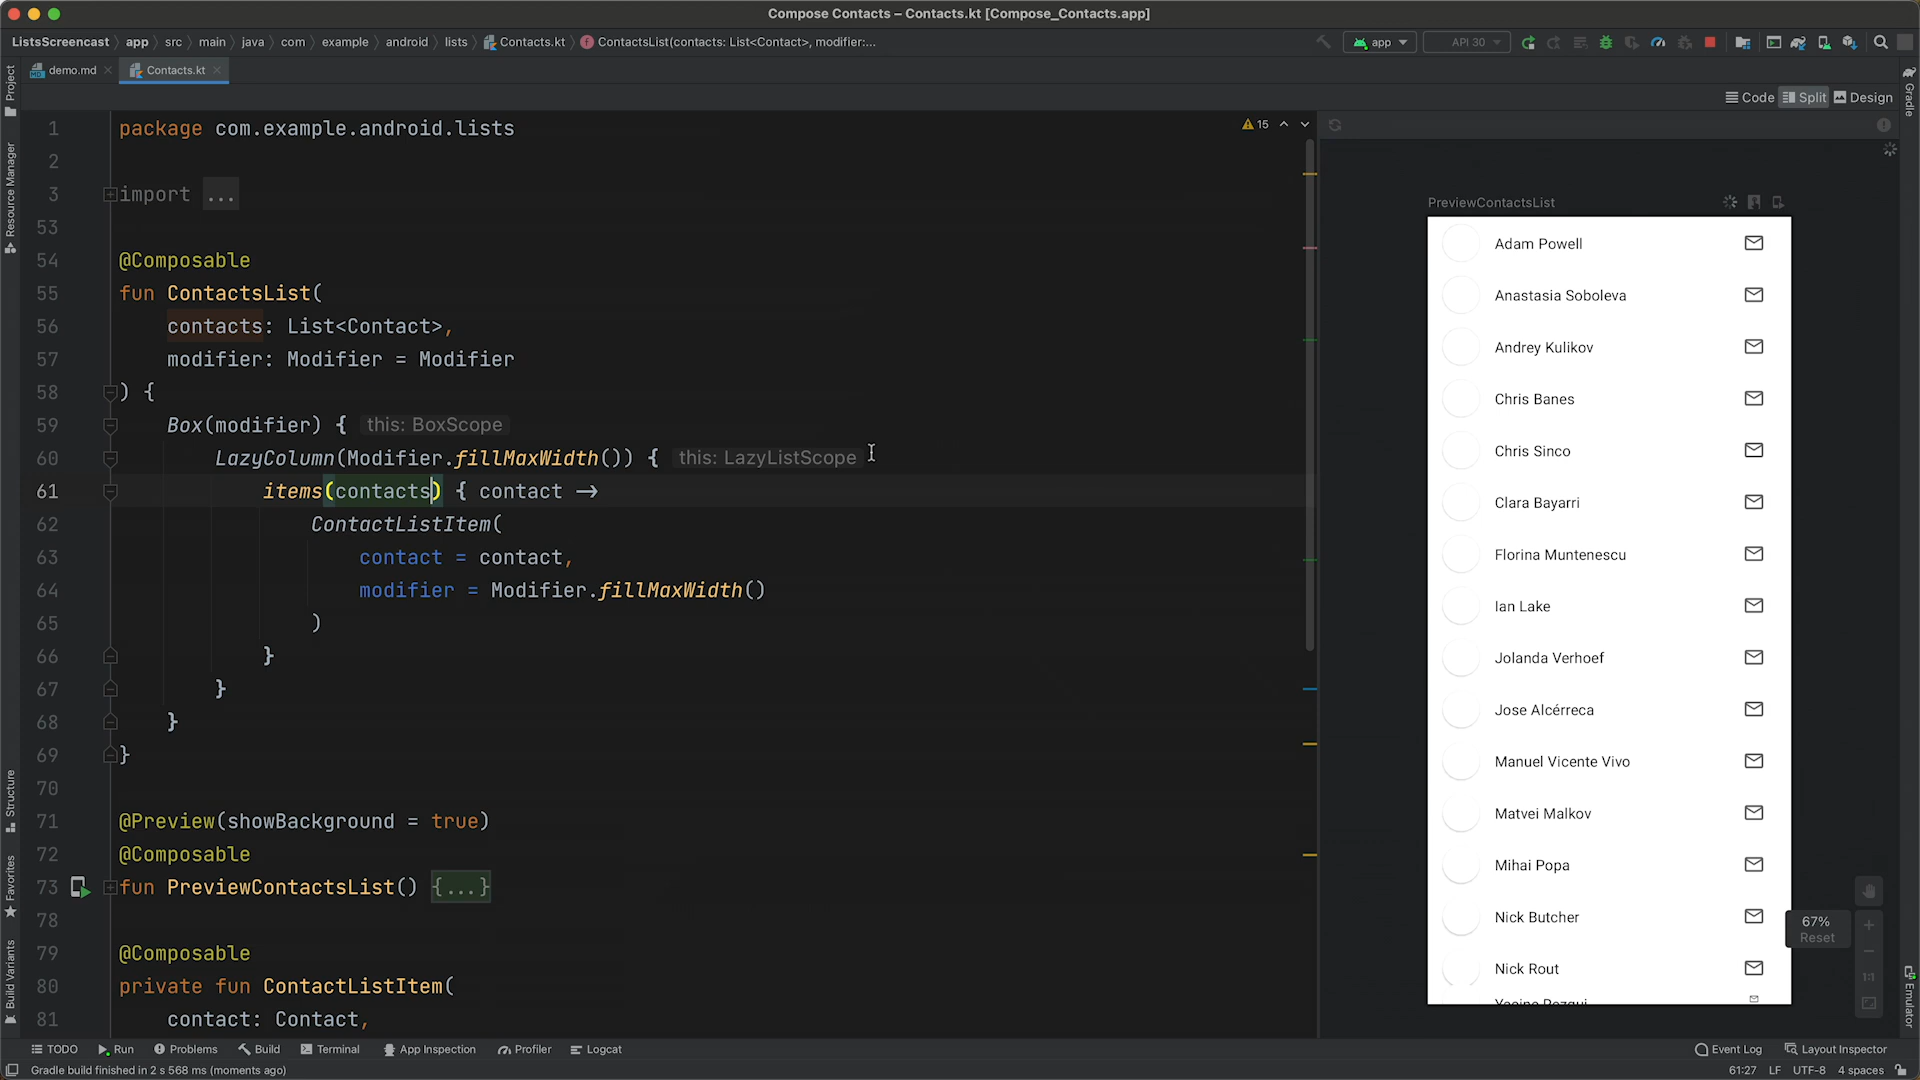 Compose Contacts – Contacts.kt [Compose_Contacts.app]
ListsScreencast app src main java com example android lists Contacts.kt ContactsList(contacts: List<Contact>, modifier:...
app API 30
demo.md Contacts.kt
Code Split Design
Project
Resource Manager
Structure
Favorites
Build Variants
Gradle
Emulator
15
1 package com.example.android.lists
2
3 import ...
53
54 @Composable
55 fun ContactsList(
56 contacts: List<Contact>,
57 modifier: Modifier = Modifier
58 ) {
59 Box(modifier) { this: BoxScope
60 LazyColumn(Modifier.fillMaxWidth()) { this: LazyListScope
61 items(contacts) { contact →
62 ContactListItem(
63 contact = contact,
64 modifier = Modifier.fillMaxWidth()
65 )
66 }
67 }
68 }
69 }
70
71 @Preview(showBackground = true)
72 @Composable
73 fun PreviewContactsList() {...}
78
79 @Composable
80 private fun ContactListItem(
81 contact: Contact,
PreviewContactsList
Adam Powell
Anastasia Soboleva
Andrey Kulikov
Chris Banes
Chris Sinco
Clara Bayarri
Florina Muntenescu
Ian Lake
Jolanda Verhoef
Jose Alcérreca
Manuel Vicente Vivo
Matvei Malkov
Mihai Popa
Nick Butcher
Nick Rout
67%
Reset
1:1
TODO Run Problems Build Terminal App Inspection Profiler Logcat Event Log Layout Inspector
Gradle build finished in 2 s 568 ms (moments ago) 61:27 LF UTF-8 4 spaces